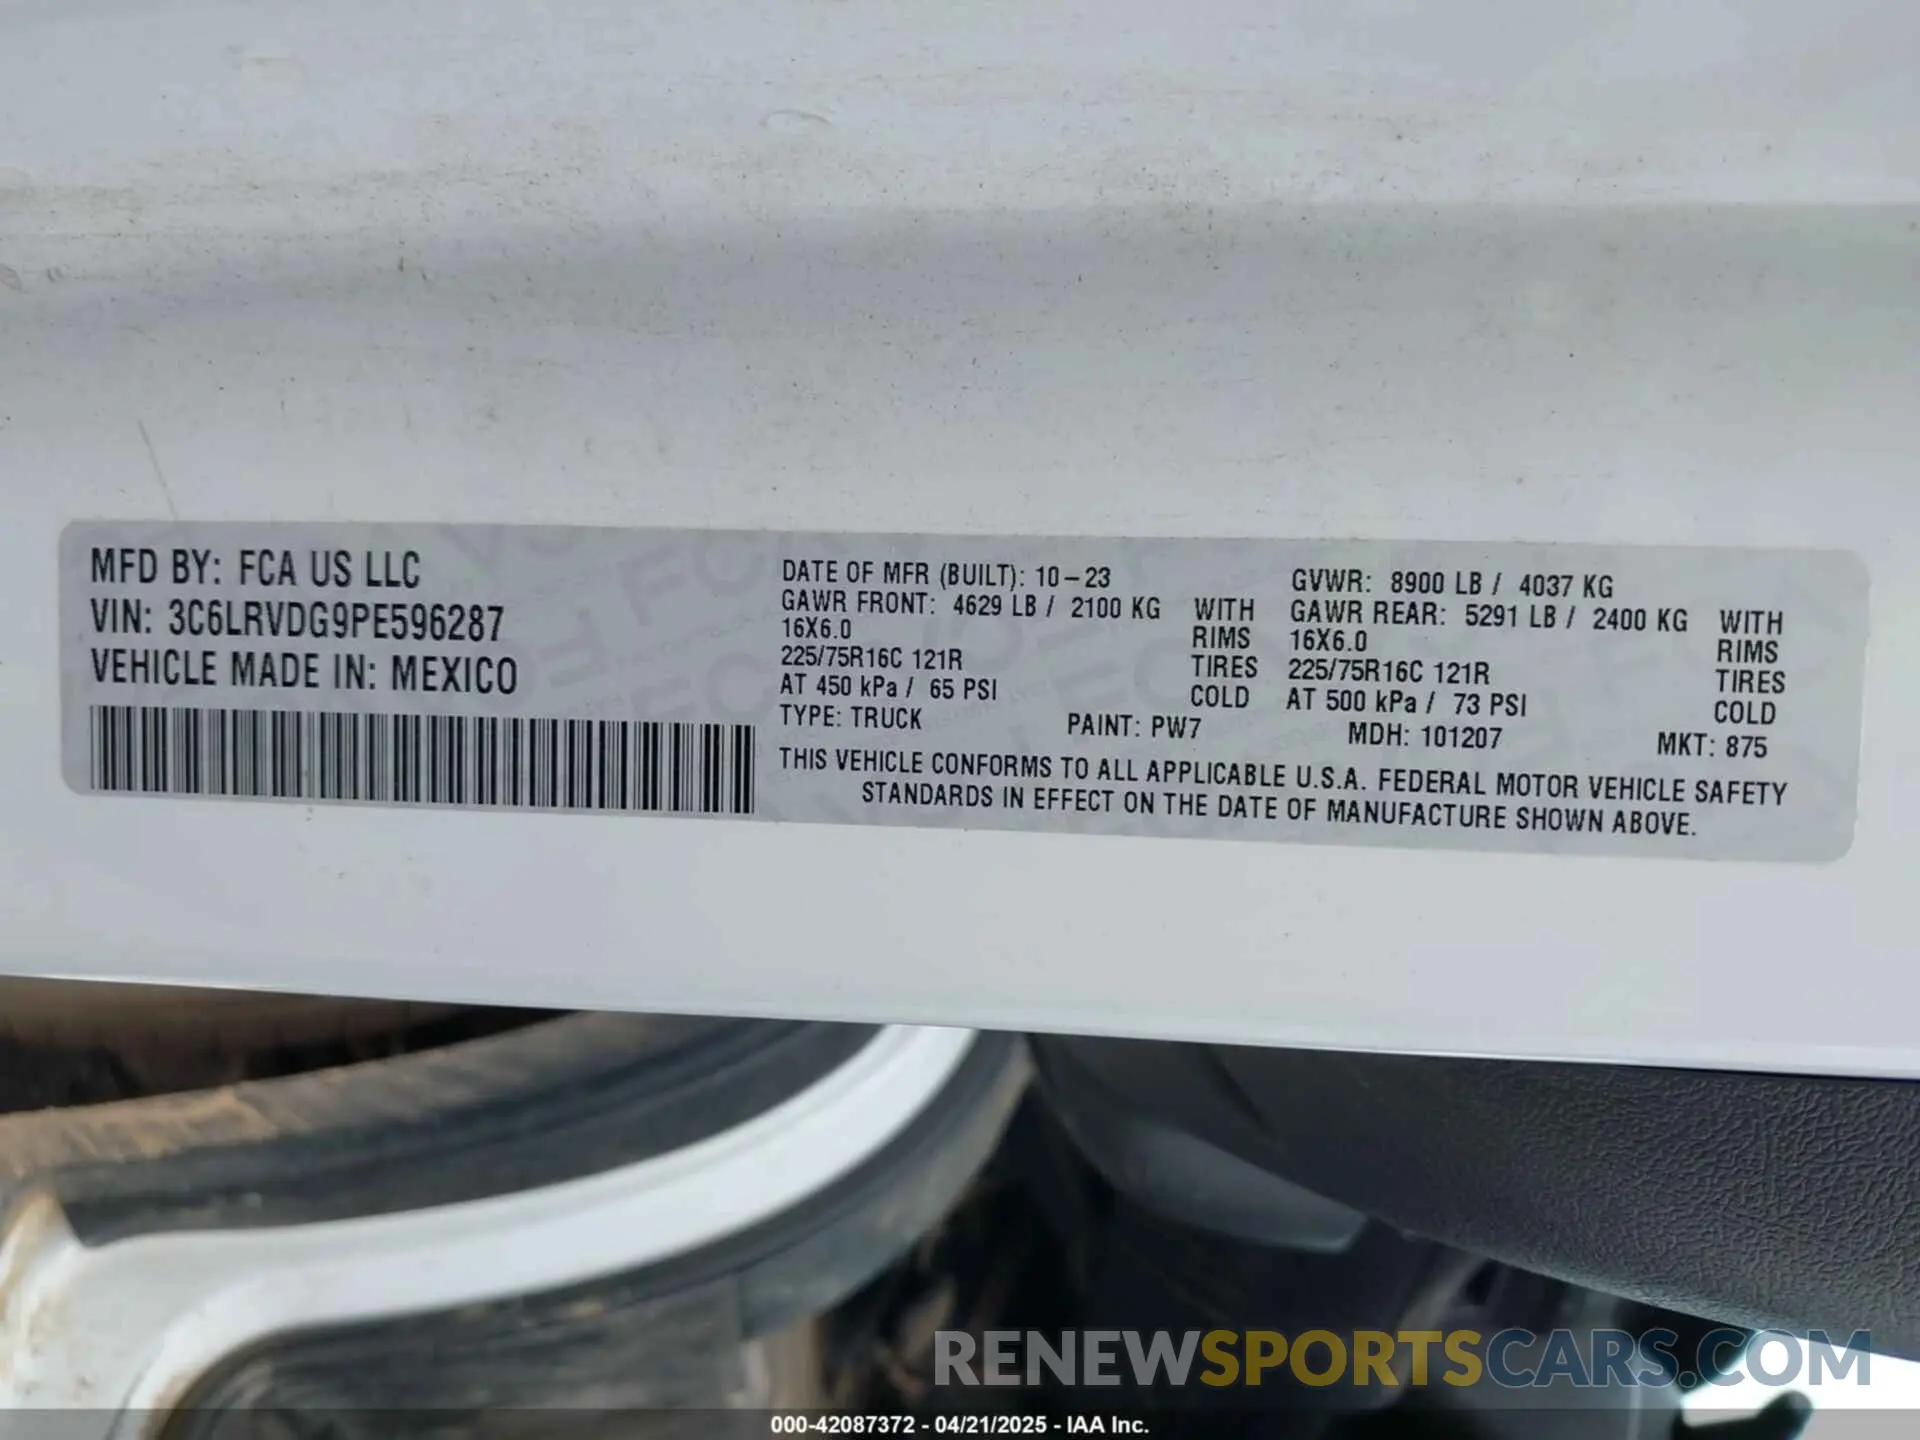 MFD BY: FCA US LLC
VIN: 3C6LRVDG9PE596287
VEHICLE MADE IN: MEXICO
DATE OF MFR (BUILT): 10-23
GVWR: 8900 LB / 4037 KG
GAWR FRONT: 4629 LB / 2100 KG WITH
16X6.0 RIMS
225/75R16C 121R TIRES
AT 450 kPa / 65 PSI COLD
GAWR REAR: 5291 LB / 2400 KG WITH
16X6.0 RIMS
225/75R16C 121R TIRES
AT 500 kPa / 73 PSI COLD
TYPE: TRUCK PAINT: PW7 MDH: 101207 MKT: 875
THIS VEHICLE CONFORMS TO ALL APPLICABLE U.S.A. FEDERAL MOTOR VEHICLE SAFETY
STANDARDS IN EFFECT ON THE DATE OF MANUFACTURE SHOWN ABOVE.
RENEWSPORTSCARS.COM
000-42087372 - 04/21/2025 - IAA Inc.